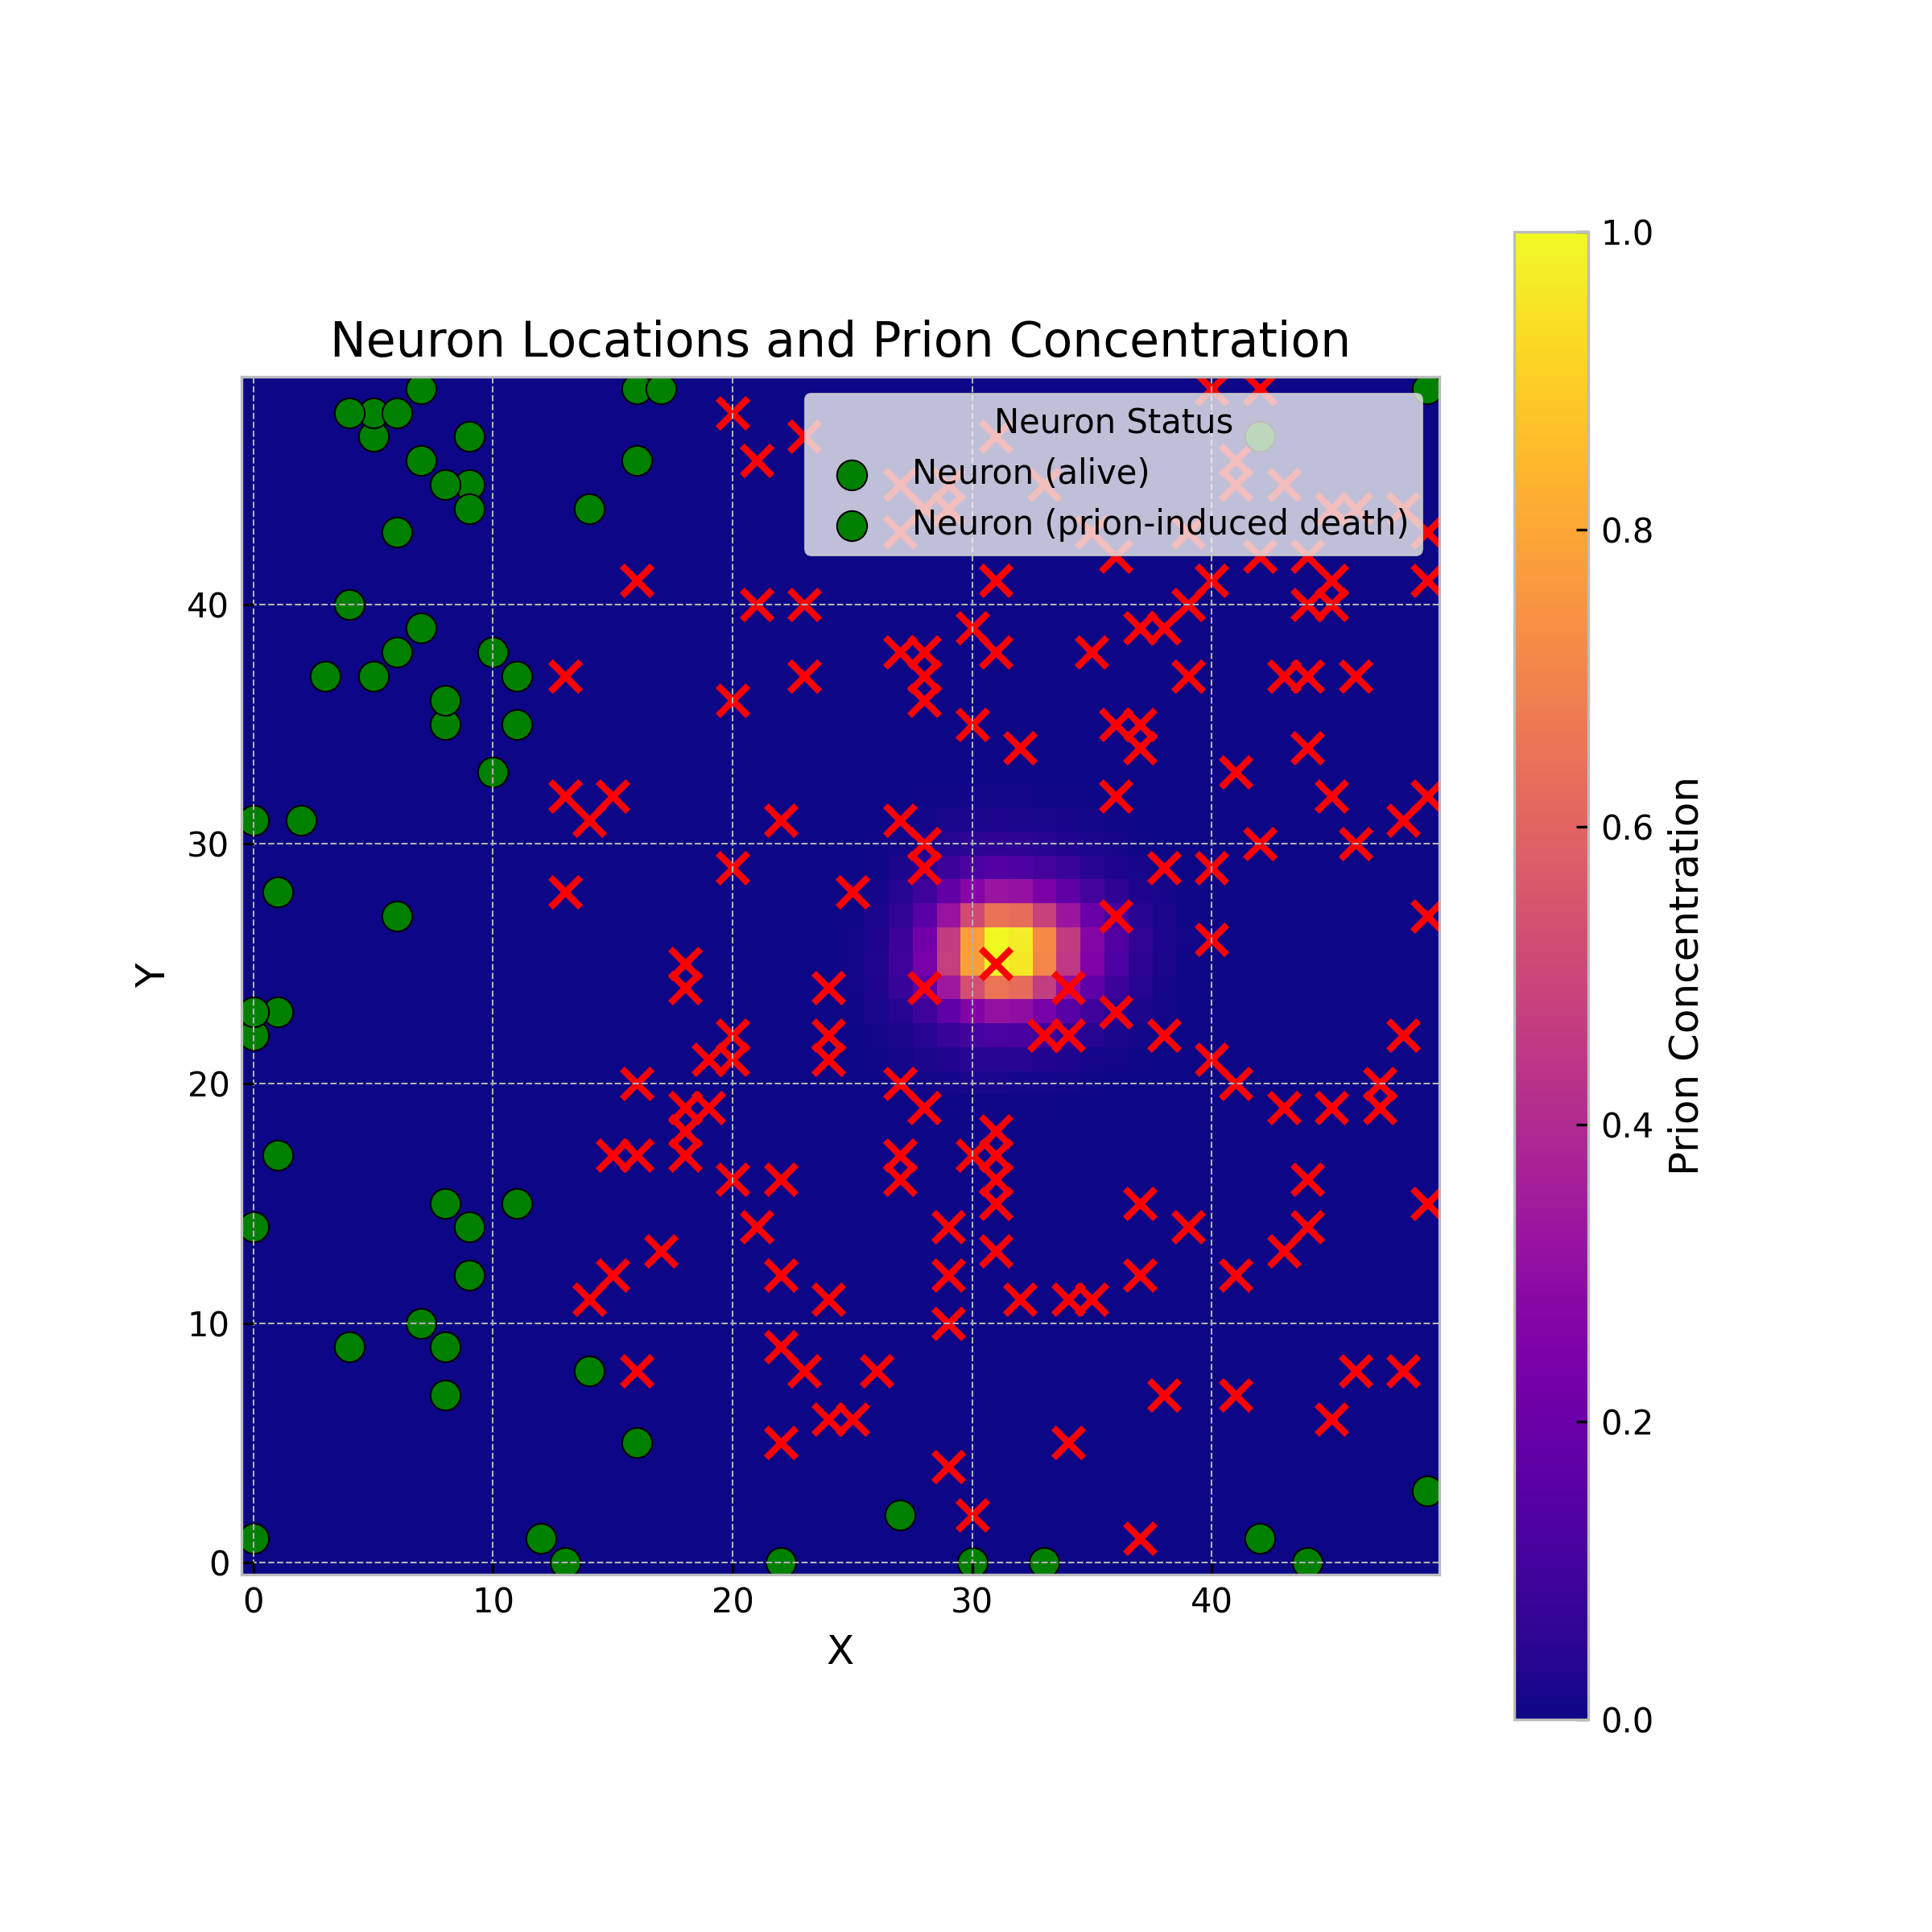 Neuron Locations and Prion Concentration
Neuron Status
Neuron (alive)
Neuron (prion-induced death)
Y
40
30
20
10
0
0 10 20 30 40
X
1.0
0.8
0.6
0.4
0.2
0.0
Prion Concentration